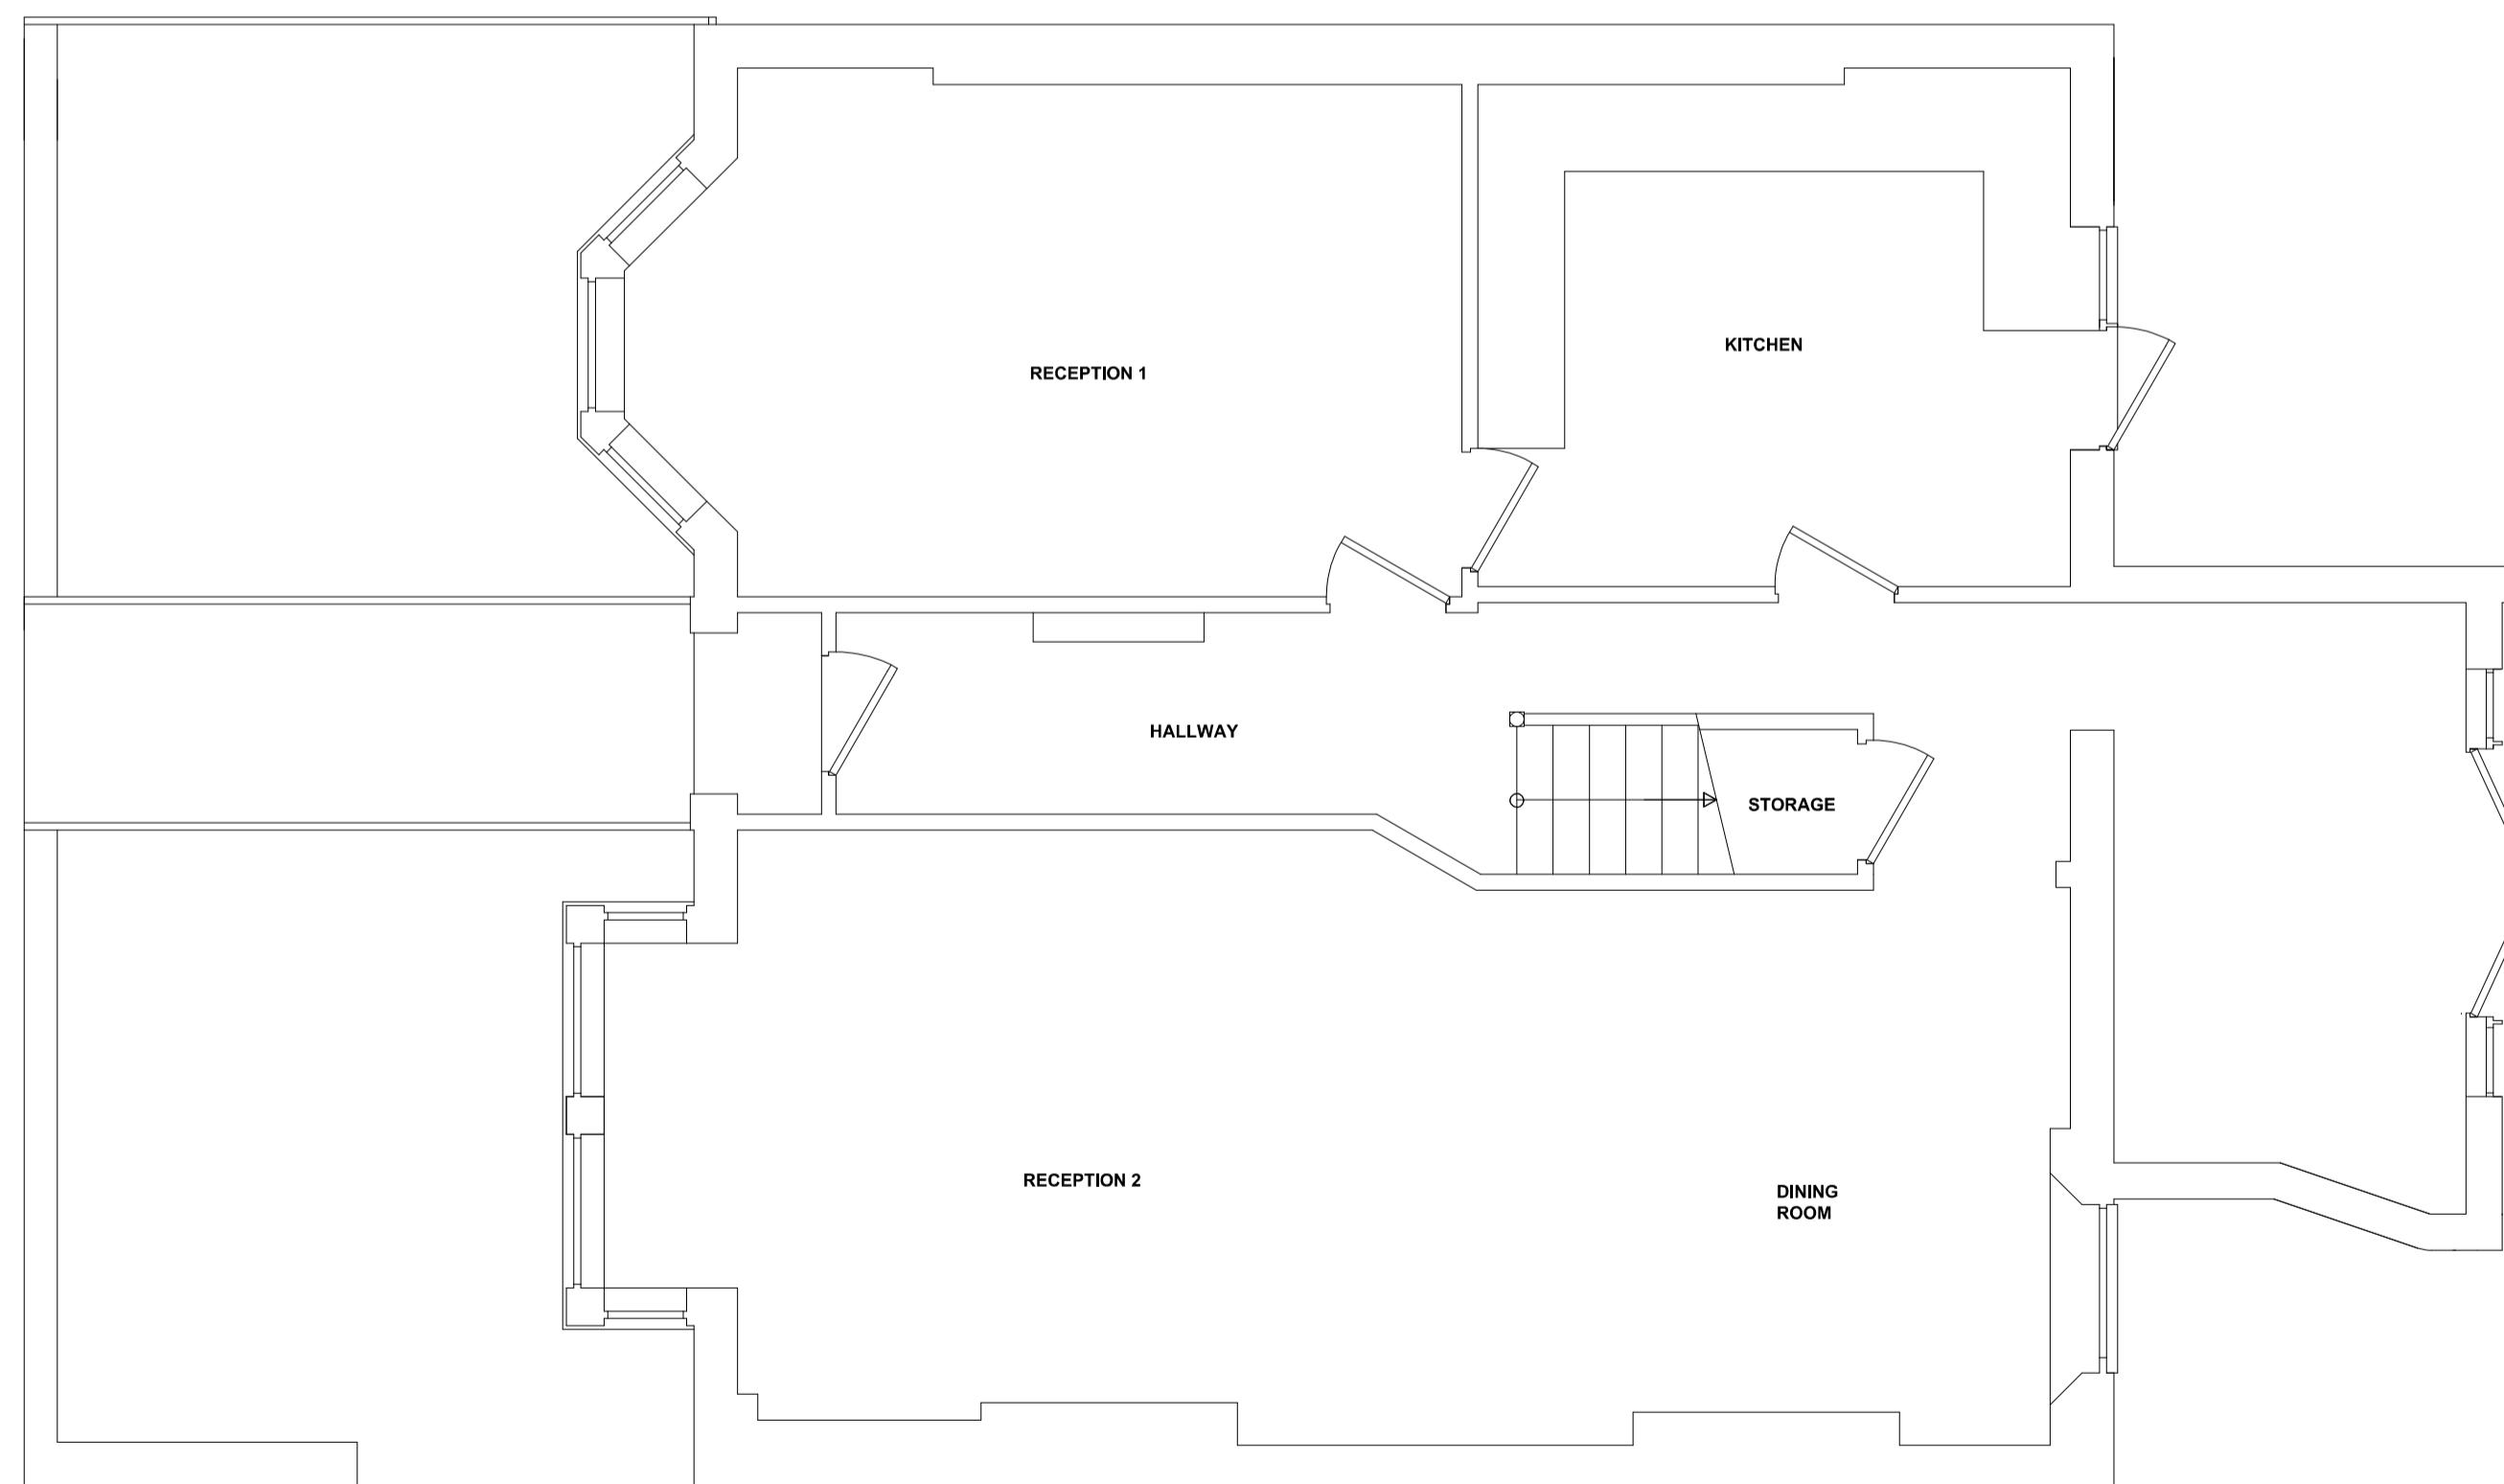 KITCHEN
RECEPTION 1
HALLWAY
STORAGE
RECEPTION 2
DINING
ROOM